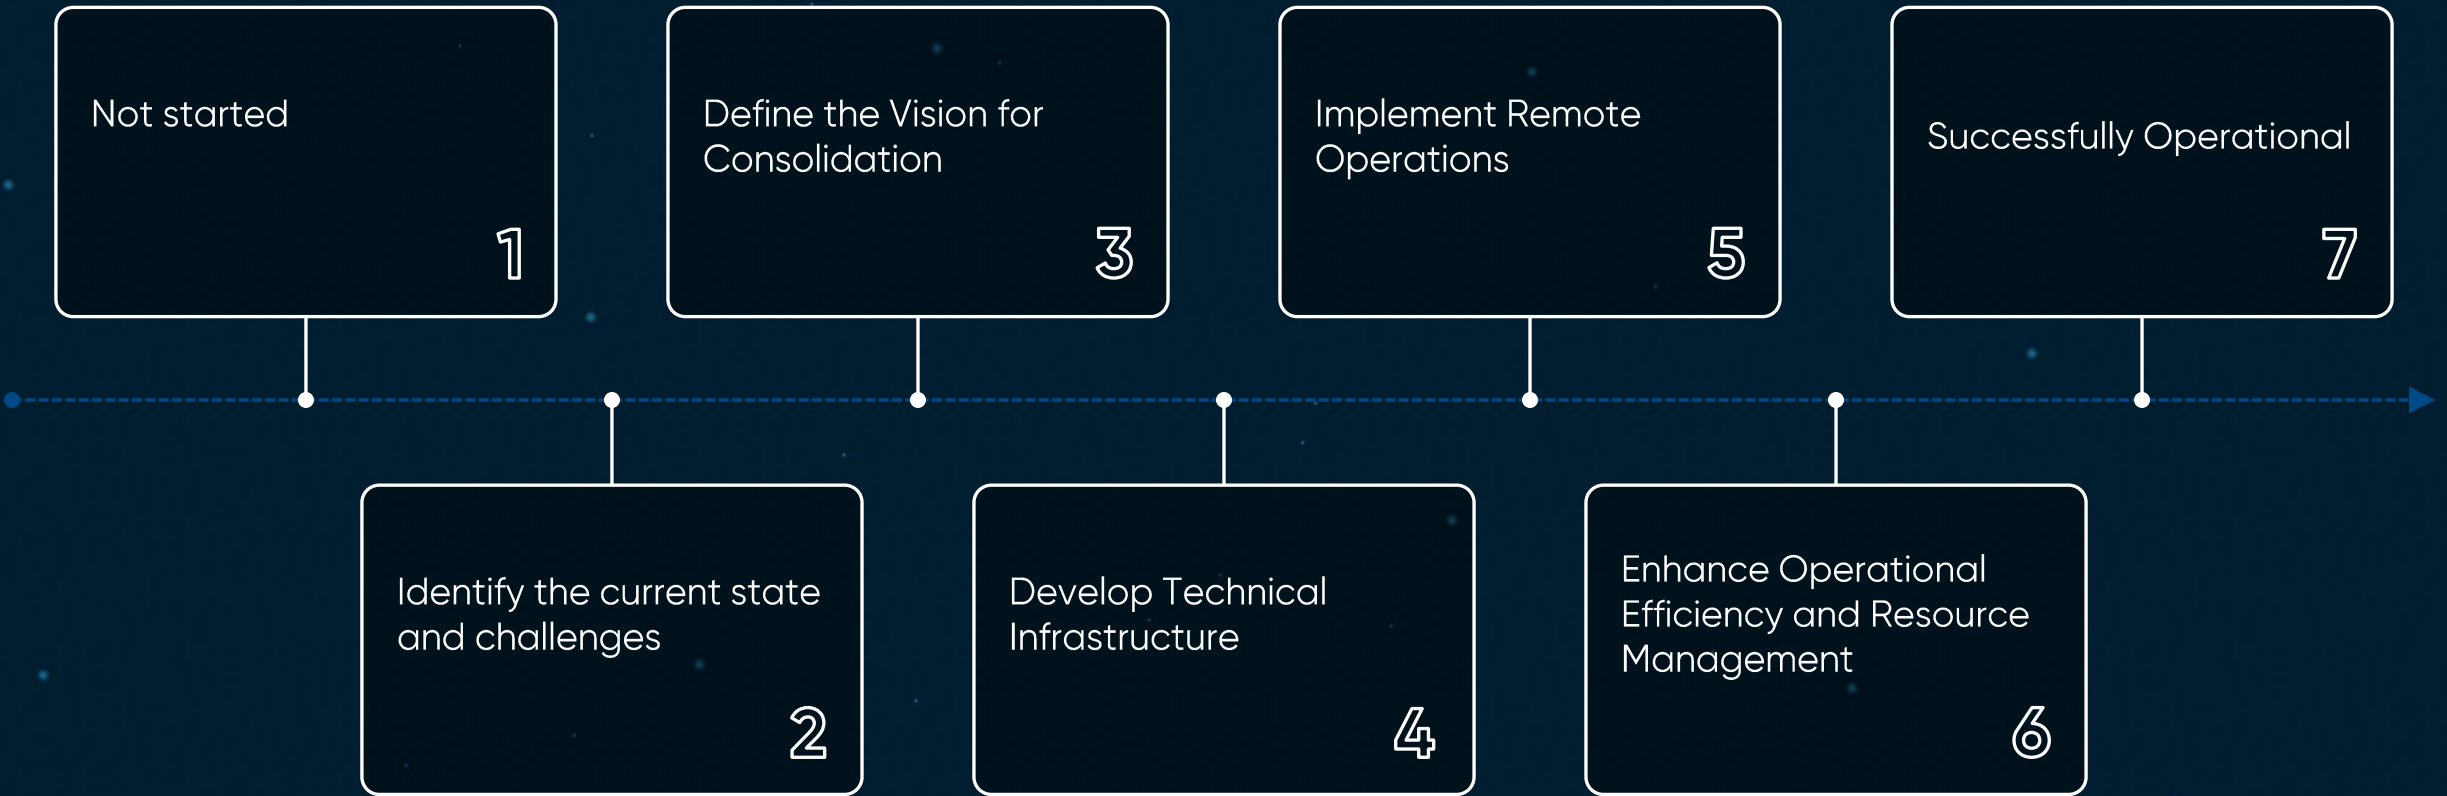 Not started
1
Identify the current state
and challenges
2
Define the Vision for
Consolidation
3
Develop Technical
Infrastructure
4
Implement Remote
Operations
5
Enhance Operational
Efficiency and Resource
Management
6
Successfully Operational
7